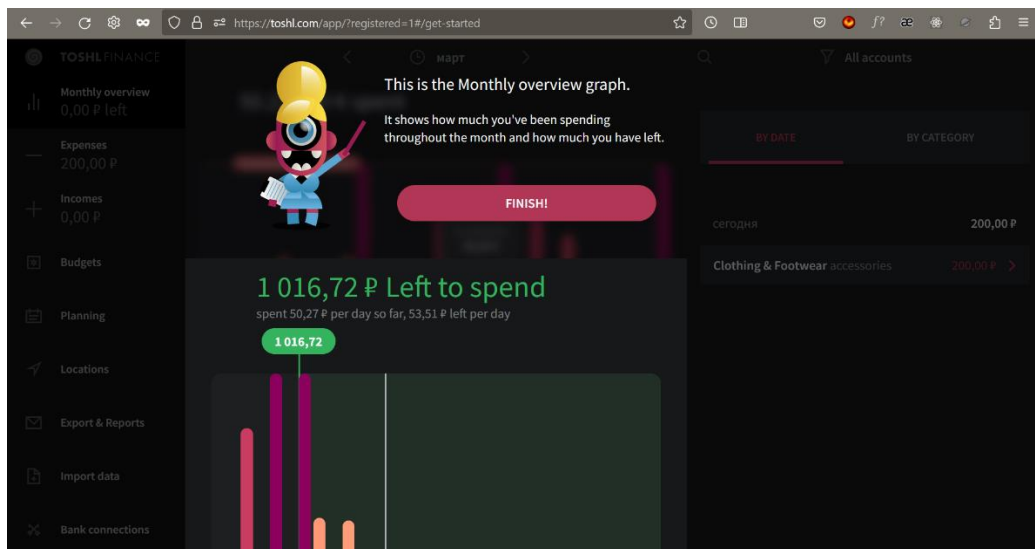 https://toshl.com/app/?registered=1#/get-started
TOSHLFINANCE
март
All accounts
Monthly overview
0,00 ₽ left
Expenses
200,00 ₽
Incomes
0,00 ₽
Budgets
Planning
Locations
Export & Reports
Import data
Bank connections
This is the Monthly overview graph.
It shows how much you've been spending
throughout the month and how much you have left.
FINISH!
1 016,72 ₽ Left to spend
spent 50,27 ₽ per day so far, 53,51 ₽ left per day
1 016,72
BY DATE
BY CATEGORY
сегодня
200,00 ₽
Clothing & Footwear accessories
200,00 ₽